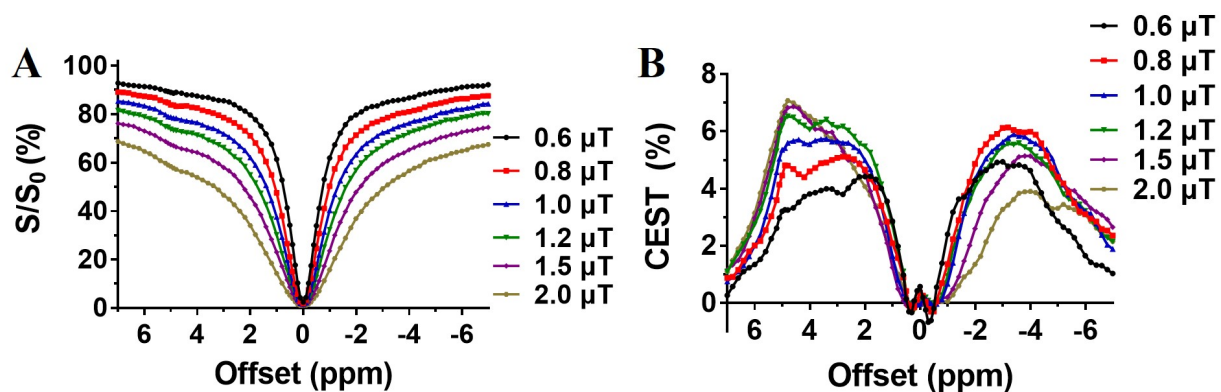 A
S/S0 (%)
100
80
60
40
20
0
6 4 2 0 -2 -4 -6
Offset (ppm)
0.6 µT
0.8 µT
1.0 µT
1.2 µT
1.5 µT
2.0 µT
B
CEST (%)
8
6
4
2
0
6 4 2 0 -2 -4 -6
Offset (ppm)
0.6 µT
0.8 µT
1.0 µT
1.2 µT
1.5 µT
2.0 µT